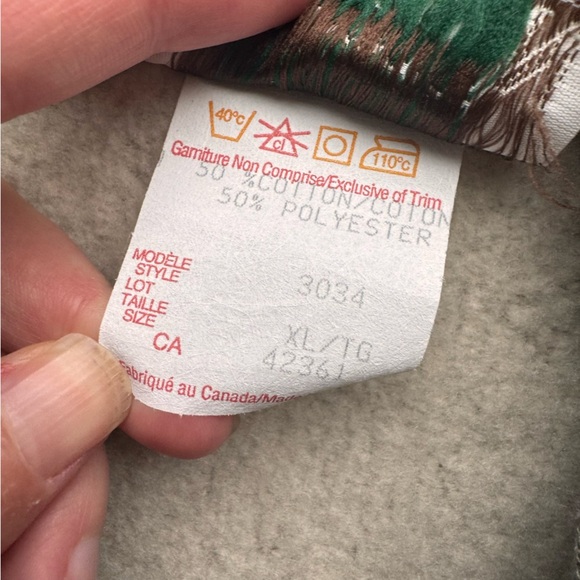 40°C cl 110°C
Garniture Non Comprise/Exclusive of Trim
50 %COTTON/COTON
50% POLYESTER
MODÈLE
STYLE 3034
LOT
TAILLE
SIZE XL/TG
CA 42361
Fabriqué au Canada/Made